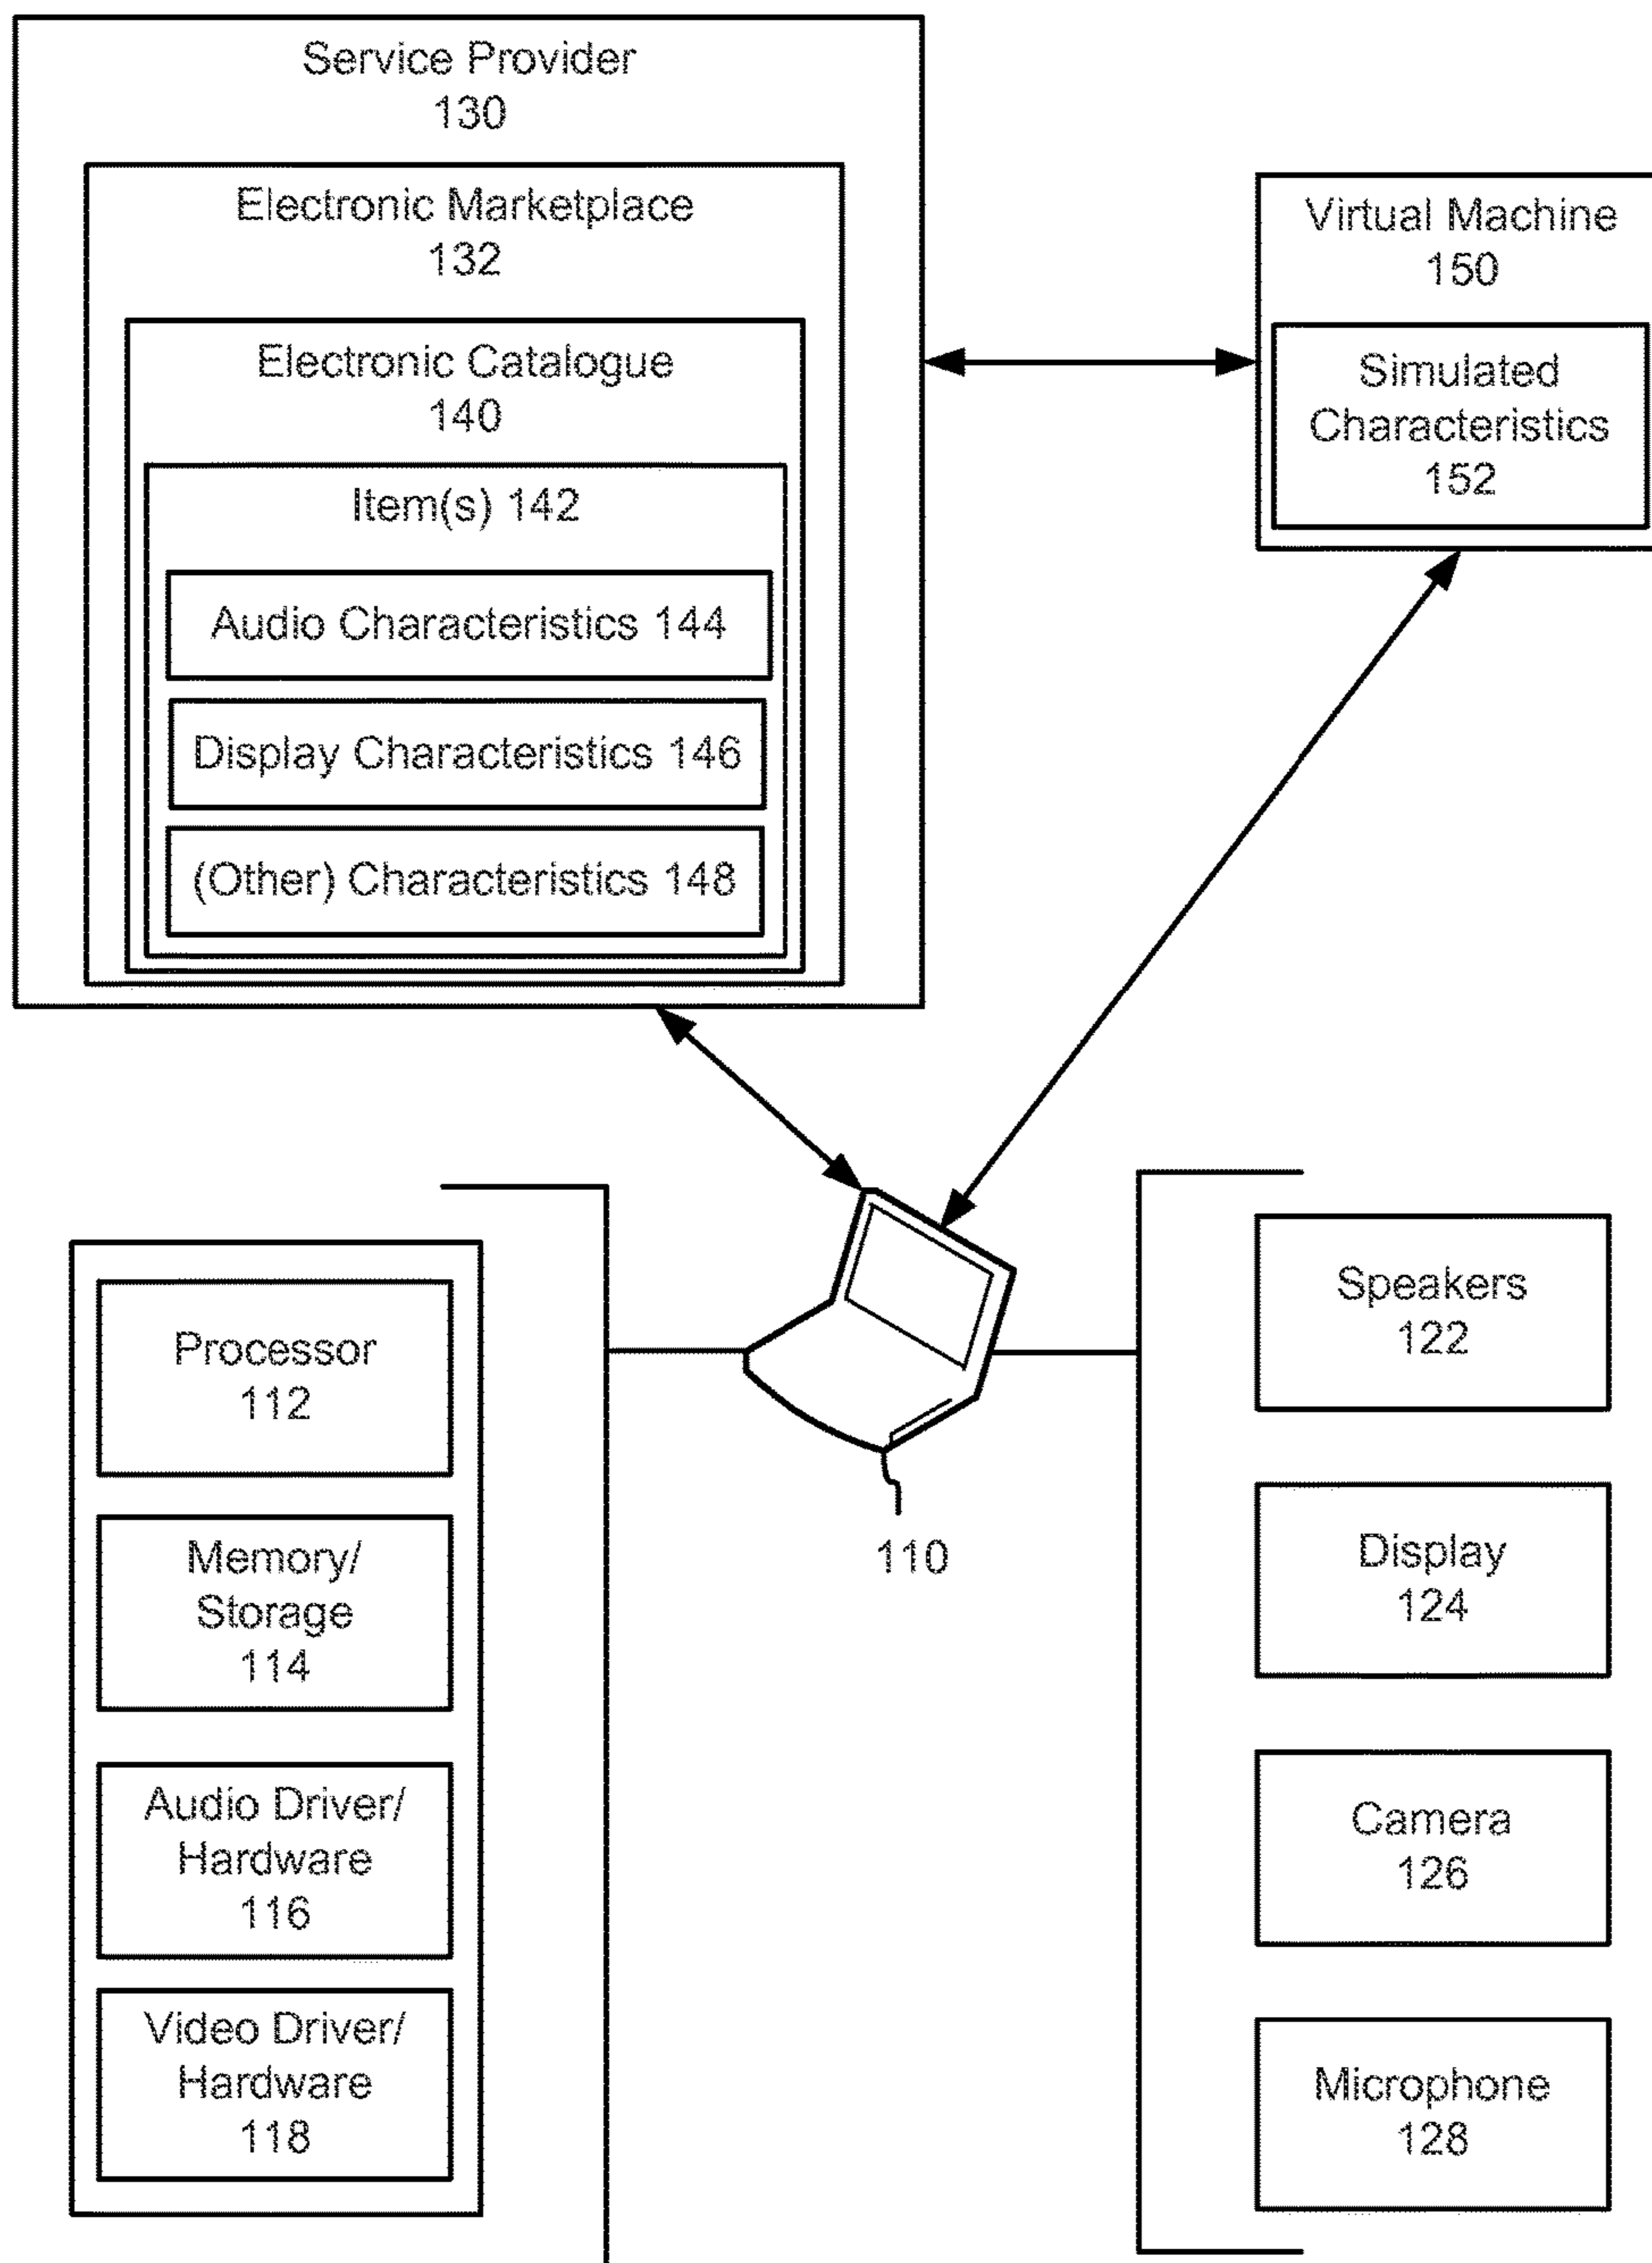 Service Provider
130
Electronic Marketplace
132
Electronic Catalogue
140
Item(s) 142
Audio Characteristics 144
Display Characteristics 146
(Other) Characteristics 148
Virtual Machine
150
Simulated
Characteristics
152
Processor
112
Memory/
Storage
114
Audio Driver/
Hardware
116
Video Driver/
Hardware
118
110
Speakers
122
Display
124
Camera
126
Microphone
128